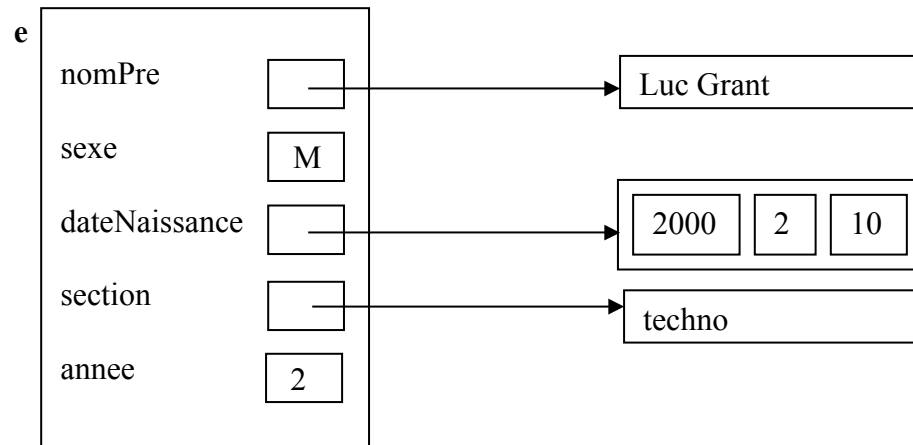 e
nomPre
Luc Grant
sexe
M
dateNaissance
2000 2 10
section
techno
annee
2